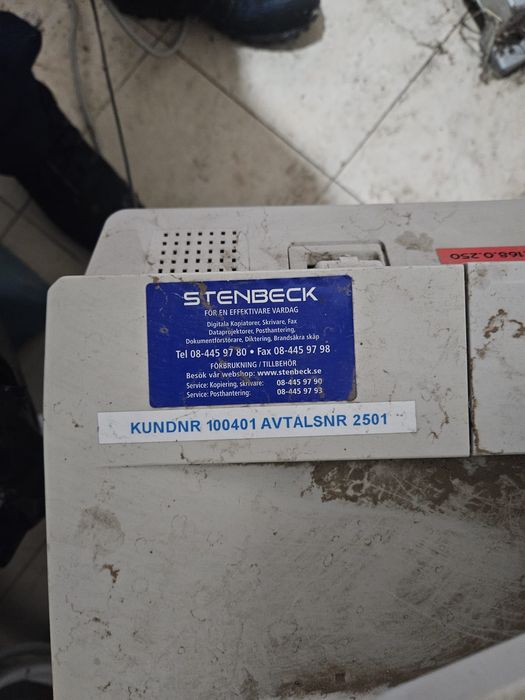 168.0.250
STENBECK
FÖR EN EFFEKTIVARE VARDAG
Digitala Kopiatorer, Skrivare, Fax
Dataprojektorer, Posthantering,
Dokumentförstörare, Diktering, Brandsäkra skåp
Tel 08-445 97 80 • Fax 08-445 97 98
FÖRBRUKNING / TILLBEHÖR
Besök vår webshop: www.stenbeck.se
Service: Kopiering, skrivare: 08-445 97 90
Service: Posthantering: 08-445 97 93
KUNDNR 100401 AVTALSNR 2501